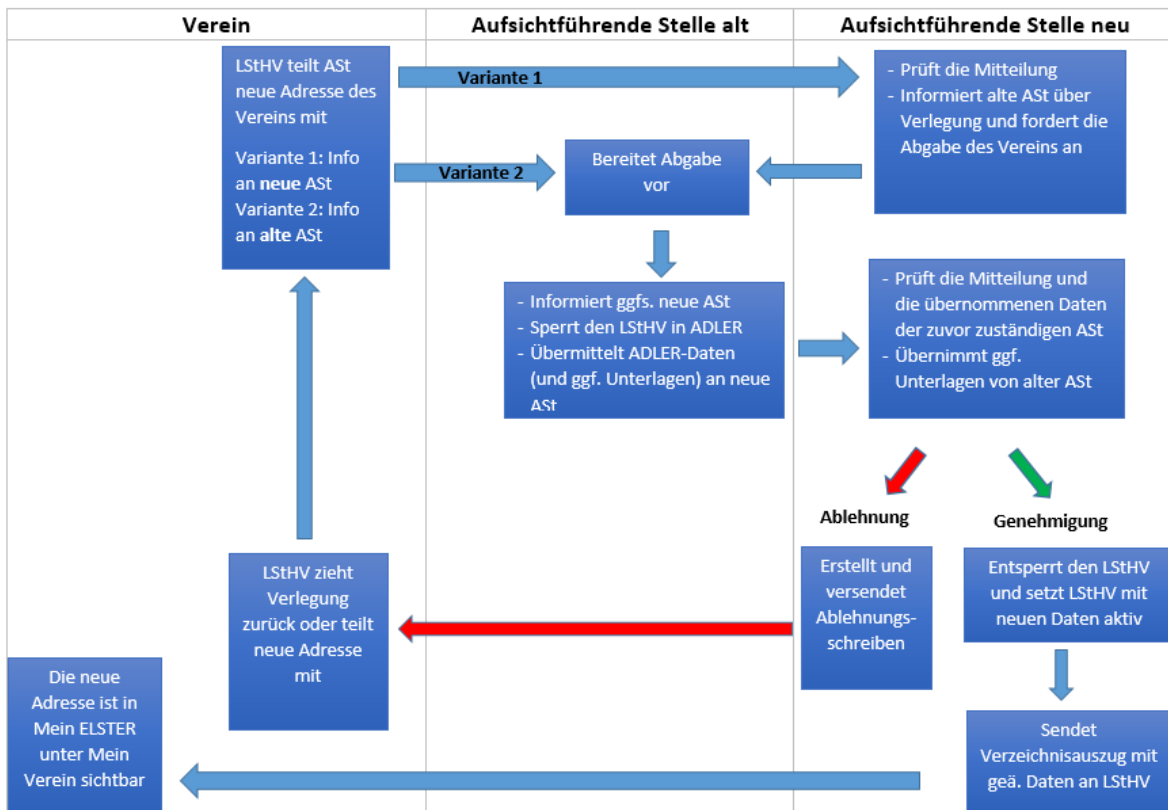 Verein
Aufsichtführende Stelle alt
Aufsichtführende Stelle neu
LStHV teilt ASt
neue Adresse des
Vereins mit
Variante 1: Info
an neue ASt
Variante 2: Info
an alte ASt
Variante 1
- Prüft die Mitteilung
- Informiert alte ASt über
Verlegung und fordert die
Abgabe des Vereins an
Variante 2
Bereitet Abgabe
vor
- Informiert ggfs. neue ASt
- Sperrt den LStHV in ADLER
- Übermittelt ADLER-Daten
(und ggf. Unterlagen) an neue
ASt
- Prüft die Mitteilung und
die übernommenen Daten
der zuvor zuständigen ASt
- Übernimmt ggf.
Unterlagen von alter ASt
Ablehnung
Genehmigung
Erstellt und
versendet
Ablehnungs-
schreiben
Entsperrt den LStHV
und setzt LStHV mit
neuen Daten aktiv
LStHV zieht
Verlegung
zurück oder teilt
neue Adresse
mit
Die neue
Adresse ist in
Mein ELSTER
unter Mein
Verein sichtbar
Sendet
Verzeichnisauszug mit
geä. Daten an LStHV